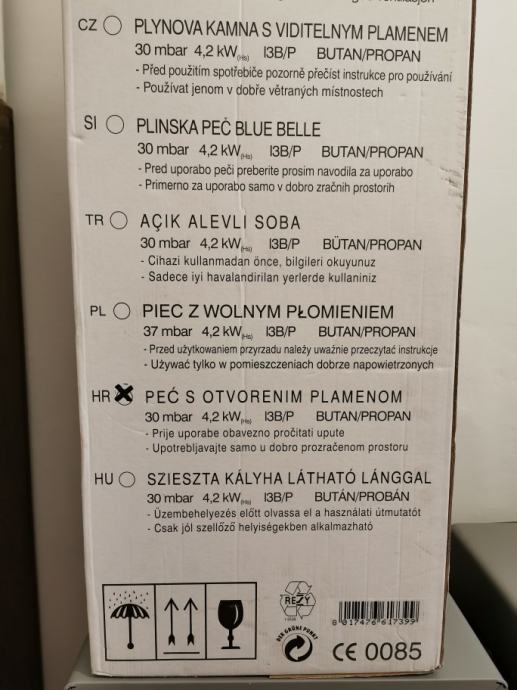 CZ PLYNOVA KAMNA S VIDITELNYM PLAMENEM
30 mbar 4,2 kW(Hs) I3B/P BUTAN/PROPAN
- Před použitím spotřebiče pozorně přečíst instrukce pro používání
- Používat jenom v dobře větraných místnostech
SI PLINSKA PEČ BLUE BELLE
30 mbar 4,2 kW(Hs) I3B/P BUTAN/PROPAN
- Pred uporabo peči preberite prosim navodila za uporabo
- Primerno za uporabo samo v dobro zračnih prostorih
TR AÇIK ALEVLI SOBA
30 mbar 4,2 kW(Hs) I3B/P BÜTAN/PROPAN
- Cihazi kullanmadan önce, bilgileri okuyunuz
- Sadece iyi havalandirilan yerlerde kullaniniz
PL PIEC Z WOLNYM PŁOMIENIEM
37 mbar 4,2 kW(Hs) I3B/P BUTAN/PROPAN
- Przed użytkowaniem przyrządu należy uważnie przeczytać instrukcje
- Używać tylko w pomieszczeniach dobrze napowietrzonych
HR PEĆ S OTVORENIM PLAMENOM
30 mbar 4,2 kW(Hs) I3B/P BUTAN/PROPAN
- Prije uporabe obavezno pročitati upute
- Upotrebljavajte samo u dobro prozračenom prostoru
HU SZIESZTA KÁLYHA LÁTHATÓ LÁNGGAL
30 mbar 4,2 kW(Hs) I3B/P BUTÁN/PROBÁN
- Üzembehelyezés előtt olvassa el a használati útmutatót
- Csak jól szellőző helyiségekben alkalmazható
REZY
DER GRÜNE PUNKT
8 017476 617399
CE 0085